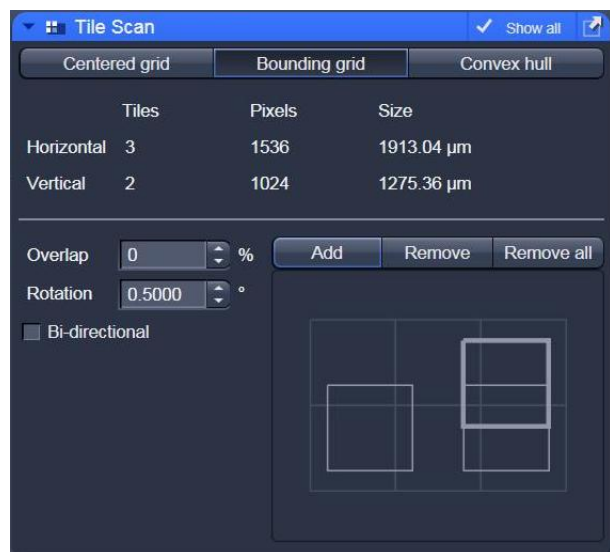 Tile Scan Show all
Centered grid Bounding grid Convex hull
Tiles Pixels Size
Horizontal 3 1536 1913.04 µm
Vertical 2 1024 1275.36 µm
Overlap 0 % Add Remove Remove all
Rotation 0.5000 °
Bi-directional